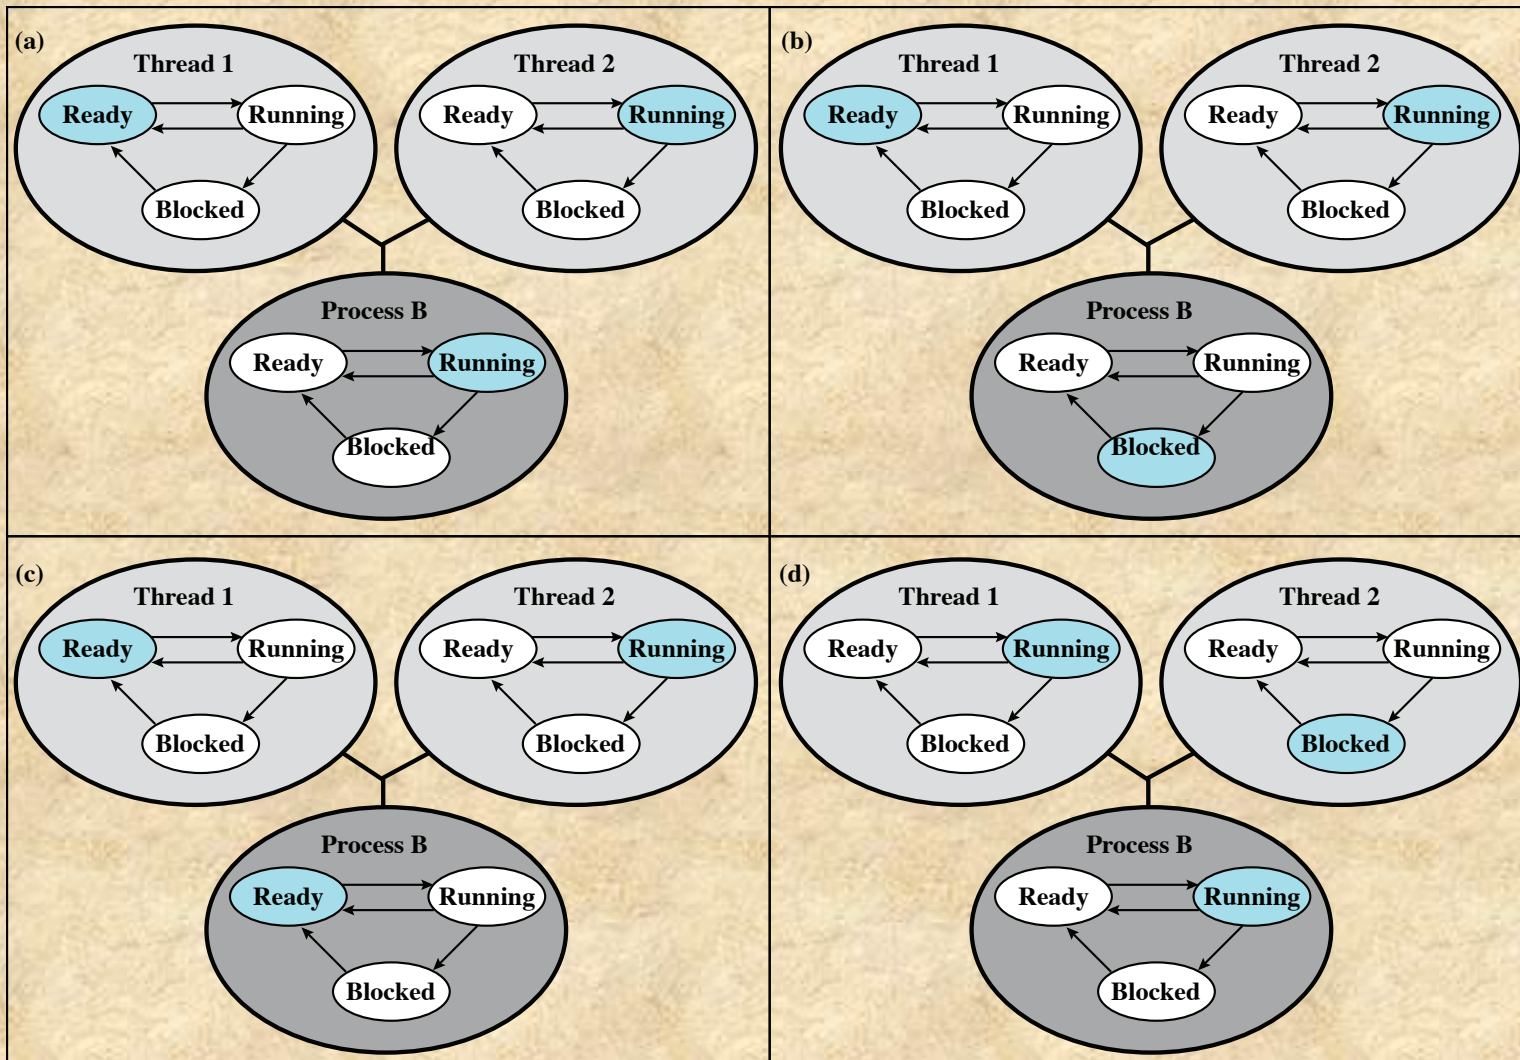 (a)
Thread 1
Ready
Running
Blocked
Thread 2
Ready
Running
Blocked
Process B
Ready
Running
Blocked
(b)
Thread 1
Ready
Running
Blocked
Thread 2
Ready
Running
Blocked
Process B
Ready
Running
Blocked
(c)
Thread 1
Ready
Running
Blocked
Thread 2
Ready
Running
Blocked
Process B
Ready
Running
Blocked
(d)
Thread 1
Ready
Running
Blocked
Thread 2
Ready
Running
Blocked
Process B
Ready
Running
Blocked